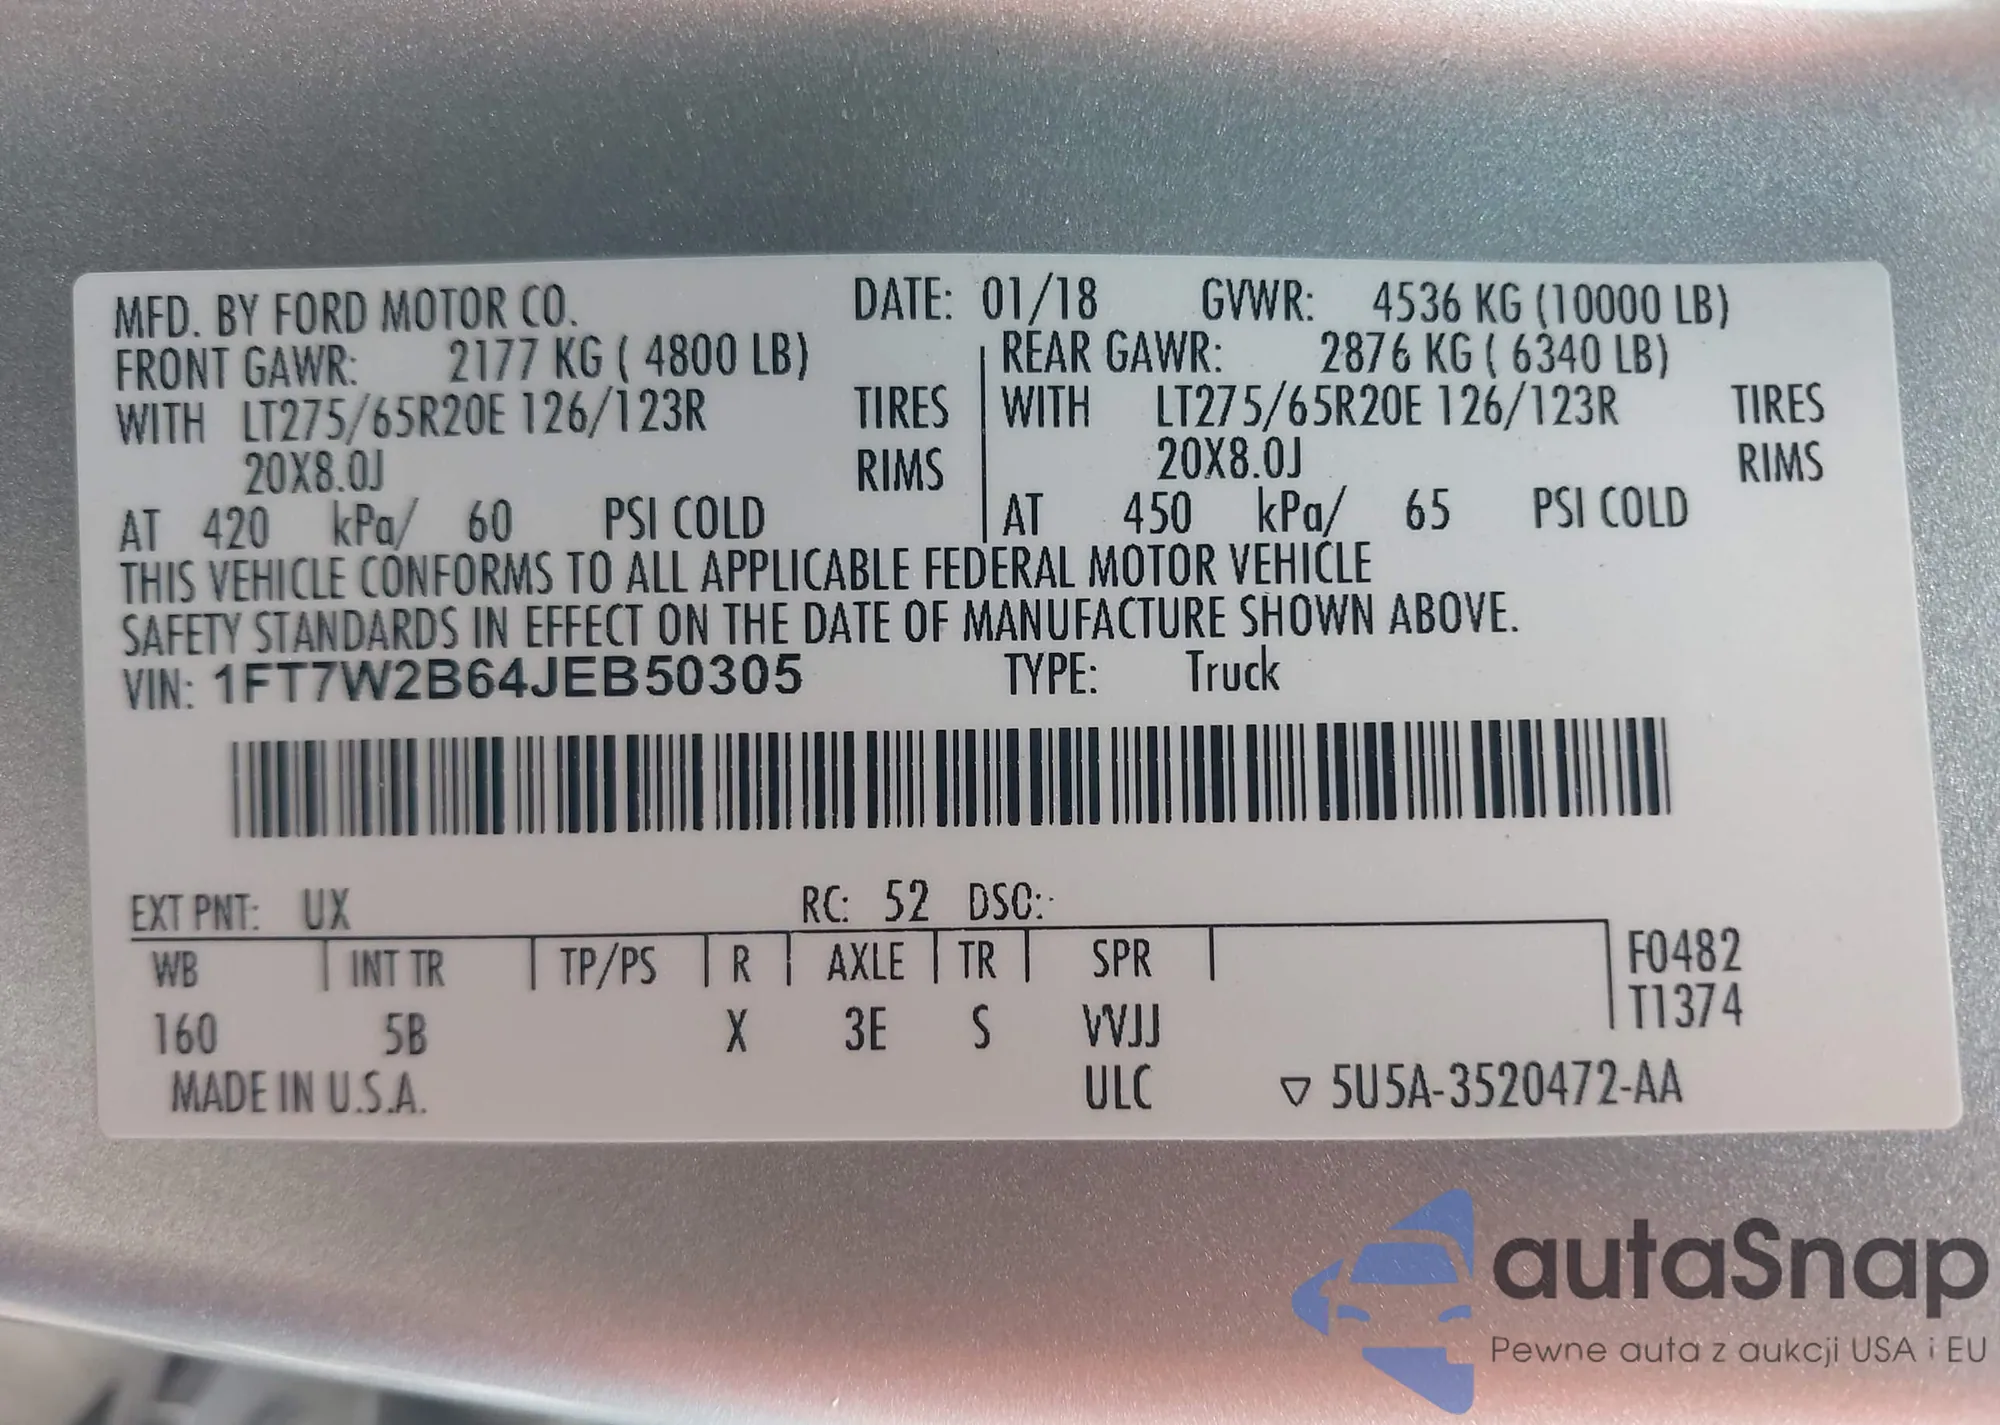 MFD. BY FORD MOTOR CO. DATE: 01/18 GVWR: 4536 KG (10000 LB)
FRONT GAWR: 2177 KG ( 4800 LB) REAR GAWR: 2876 KG ( 6340 LB)
WITH LT275/65R20E 126/123R TIRES WITH LT275/65R20E 126/123R TIRES
20X8.0J RIMS 20X8.0J RIMS
AT 420 kPa/ 60 PSI COLD AT 450 kPa/ 65 PSI COLD
THIS VEHICLE CONFORMS TO ALL APPLICABLE FEDERAL MOTOR VEHICLE
SAFETY STANDARDS IN EFFECT ON THE DATE OF MANUFACTURE SHOWN ABOVE.
VIN: 1FT7W2B64JEB50305 TYPE: Truck
EXT PNT: UX RC: 52 DSO:
WB INT TR TP/PS R AXLE TR SPR F0482
T1374
160 5B X 3E S VVJJ
MADE IN U.S.A. ULC ▽ 5U5A-3520472-AA
autaSnap
Pewne auta z aukcji USA i EU